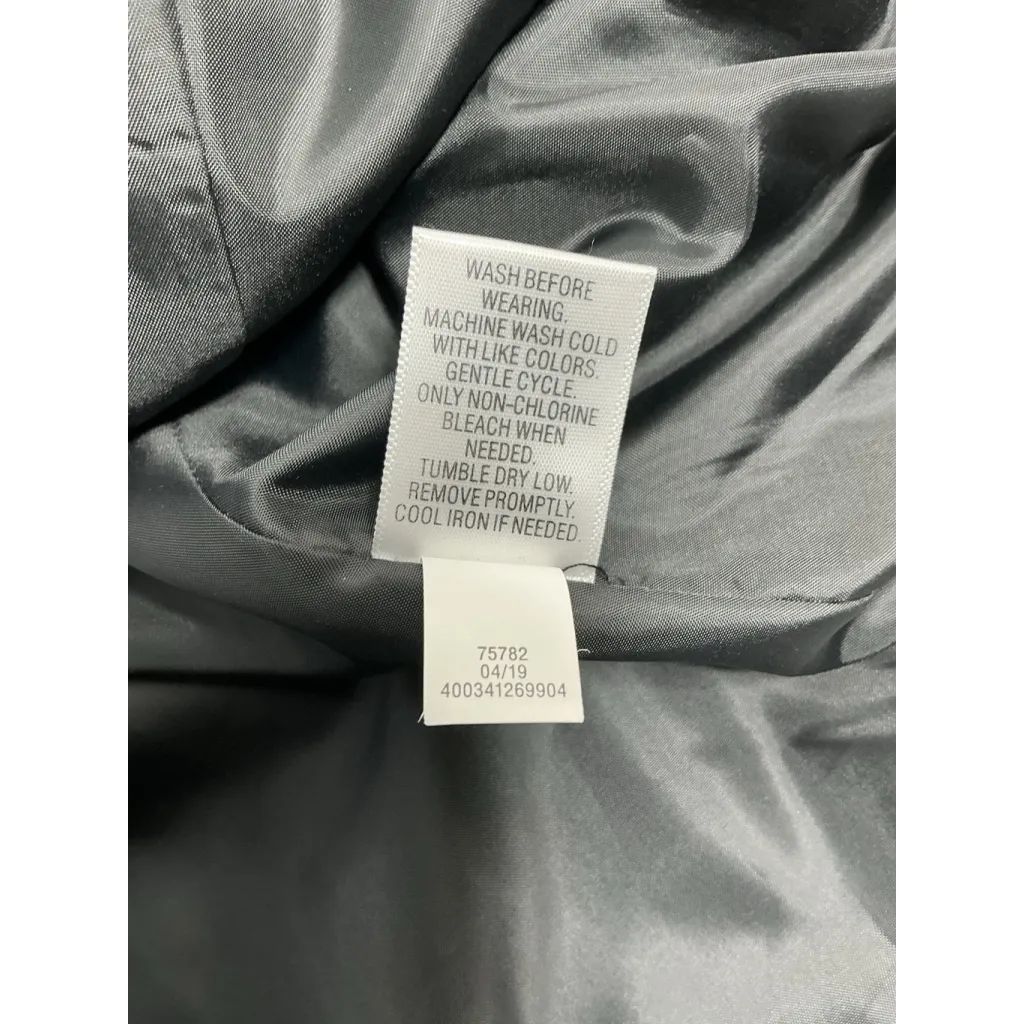 WASH BEFORE
WEARING.
MACHINE WASH COLD
WITH LIKE COLORS.
GENTLE CYCLE.
ONLY NON-CHLORINE
BLEACH WHEN
NEEDED.
TUMBLE DRY LOW.
REMOVE PROMPTLY.
COOL IRON IF NEEDED.
75782
04/19
400341269904